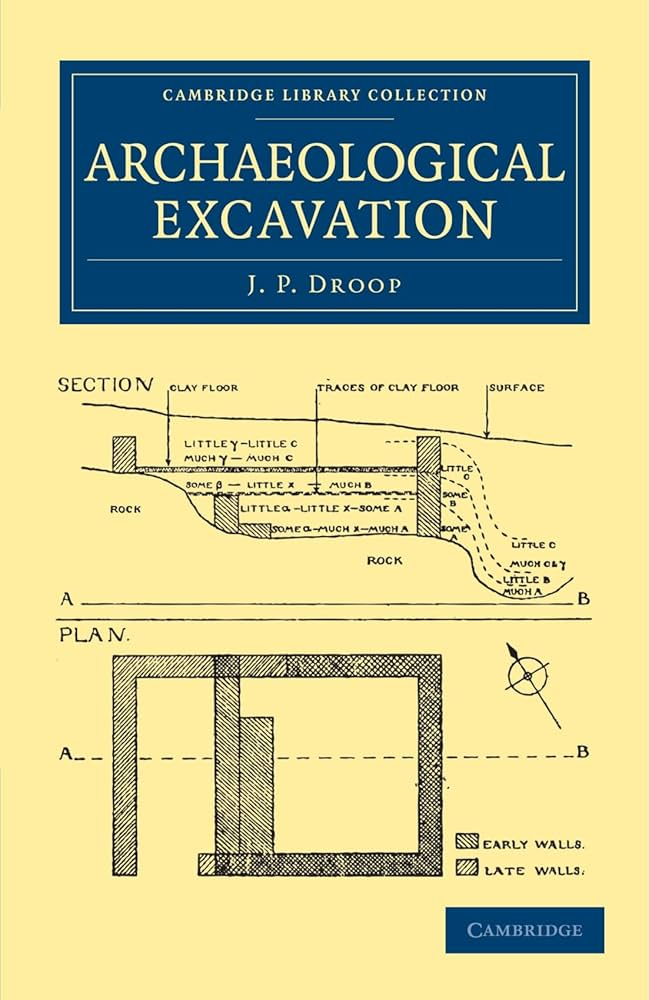 CAMBRIDGE LIBRARY COLLECTION
ARCHAEOLOGICAL
EXCAVATION
J. P. DROOP
SECTION
CLAY FLOOR
TRACES OF CLAY FLOOR
SURFACE
LITTLE γ-LITTLE C
MUCH γ — MUCH C
LITTLE C
SOME β — LITTLE X — MUCH B
SOME B
ROCK
LITTLE α -LITTLE X-SOME A
SOME α-MUCH X-MUCH A
SOME A
ROCK
LITTLE C
MUCH C & γ
LITTLE B
MUCH A
A
B
PLAN.
A
B
EARLY WALLS.
LATE WALLS.
CAMBRIDGE